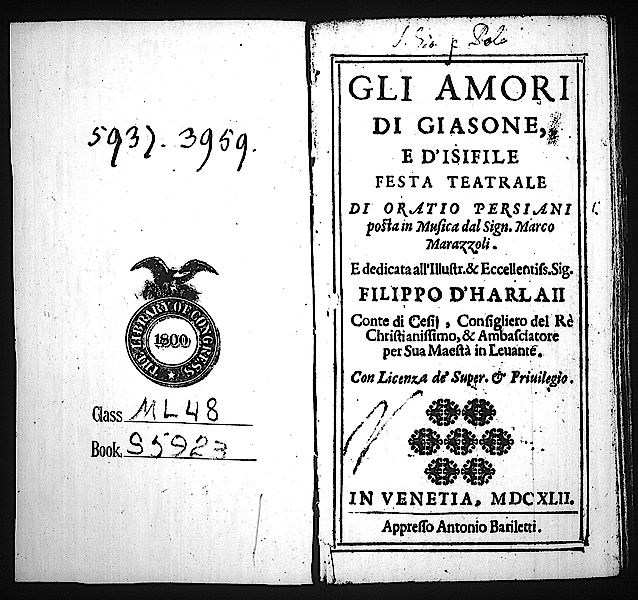 5937. 3959.
THE LIBRARY OF CONGRESS
1800
Class ML48
Book S5923
GLI AMORI
DI GIASONE,
E D'ISIFILE
FESTA TEATRALE
DI ORATIO PERSIANI
posta in Musica dal Sign. Marco
Marazzoli.
E dedicata all'Illustr. & Eccellentiſs. Sig.
FILIPPO D'HARLAII
Conte di Cesij, Consigliero del Rè
Christianissimo, & Ambasciatore
per Sua Maestà in Leuante.
Con Licenza de' Super. & Priuilegio.
IN VENETIA, MDCXLII.
Appresso Antonio Bariletti.